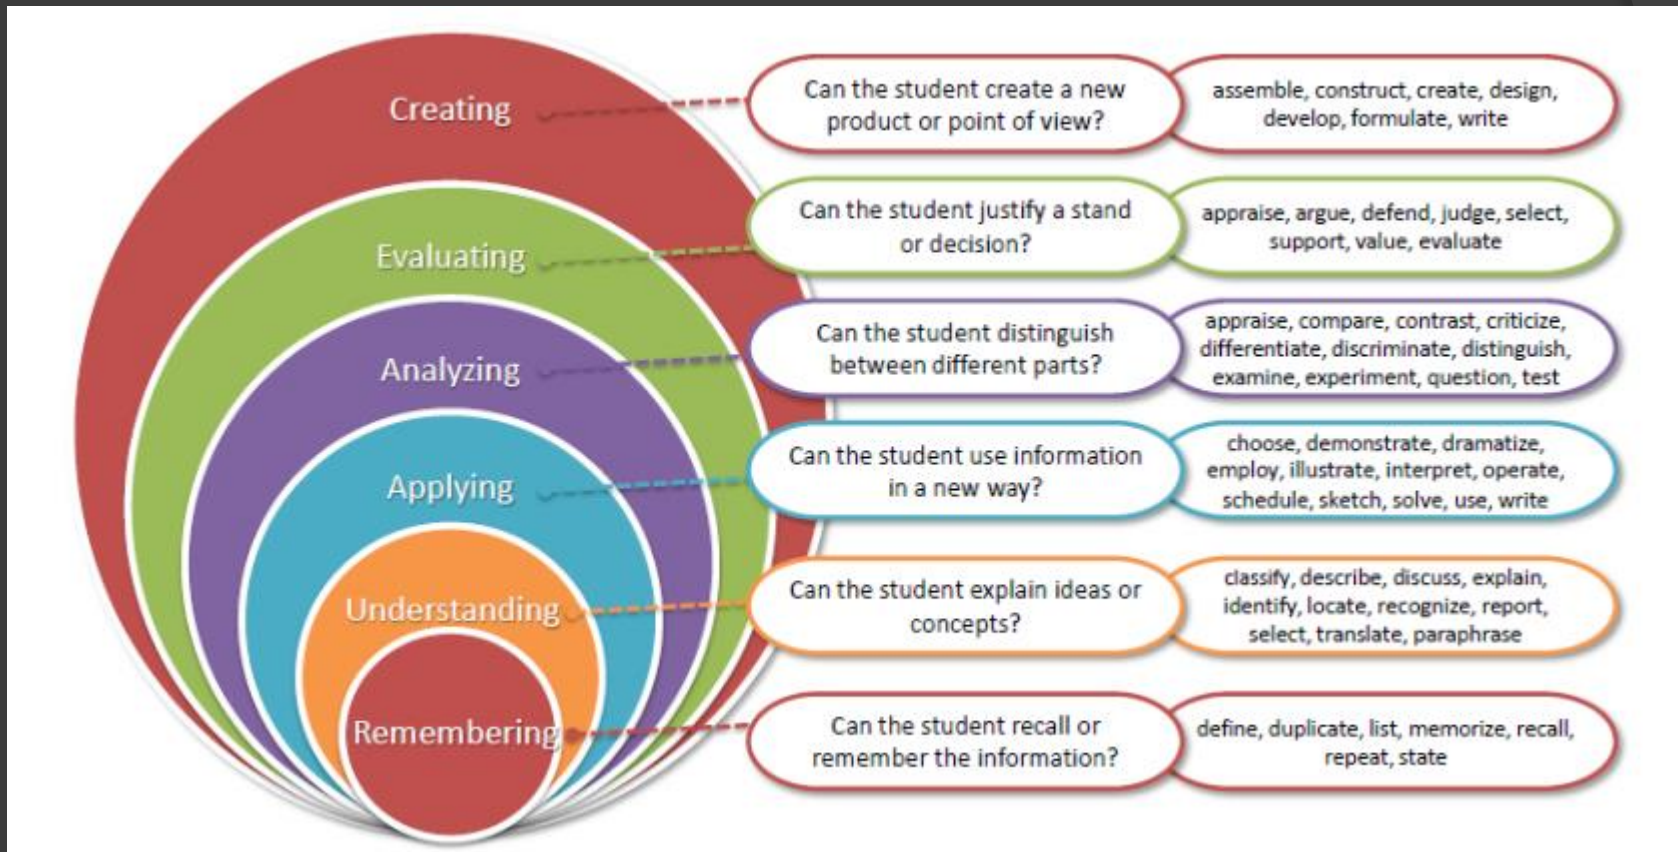 Creating
Can the student create a new
product or point of view?
assemble, construct, create, design,
develop, formulate, write
Evaluating
Can the student justify a stand
or decision?
appraise, argue, defend, judge, select,
support, value, evaluate
Analyzing
Can the student distinguish
between different parts?
appraise, compare, contrast, criticize,
differentiate, discriminate, distinguish,
examine, experiment, question, test
Applying
Can the student use information
in a new way?
choose, demonstrate, dramatize,
employ, illustrate, interpret, operate,
schedule, sketch, solve, use, write
Understanding
Can the student explain ideas or
concepts?
classify, describe, discuss, explain,
identify, locate, recognize, report,
select, translate, paraphrase
Remembering
Can the student recall or
remember the information?
define, duplicate, list, memorize, recall,
repeat, state